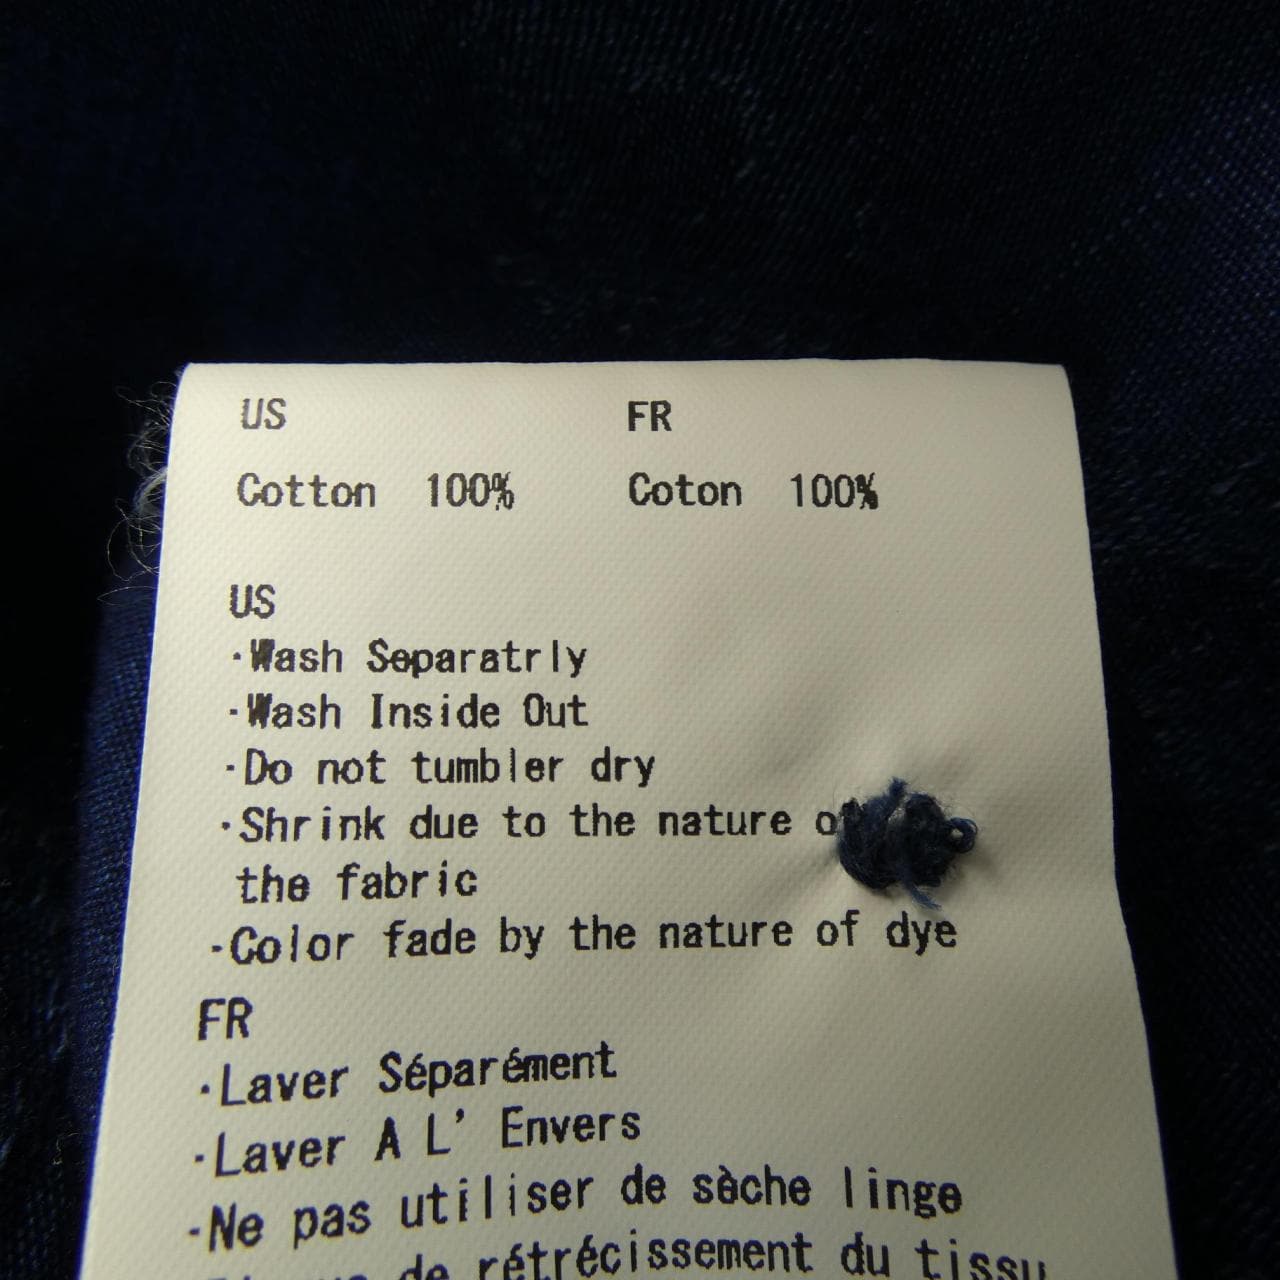 US FR
Cotton 100% Coton 100%
US
·Wash Separatrly
·Wash Inside Out
·Do not tumbler dry
·Shrink due to the nature
the fabric
·Color fade by the nature of dye
FR
·Laver Séparément
·Laver A L' Envers
·Ne pas utiliser de sèche linge
de rétrécissement du tissu